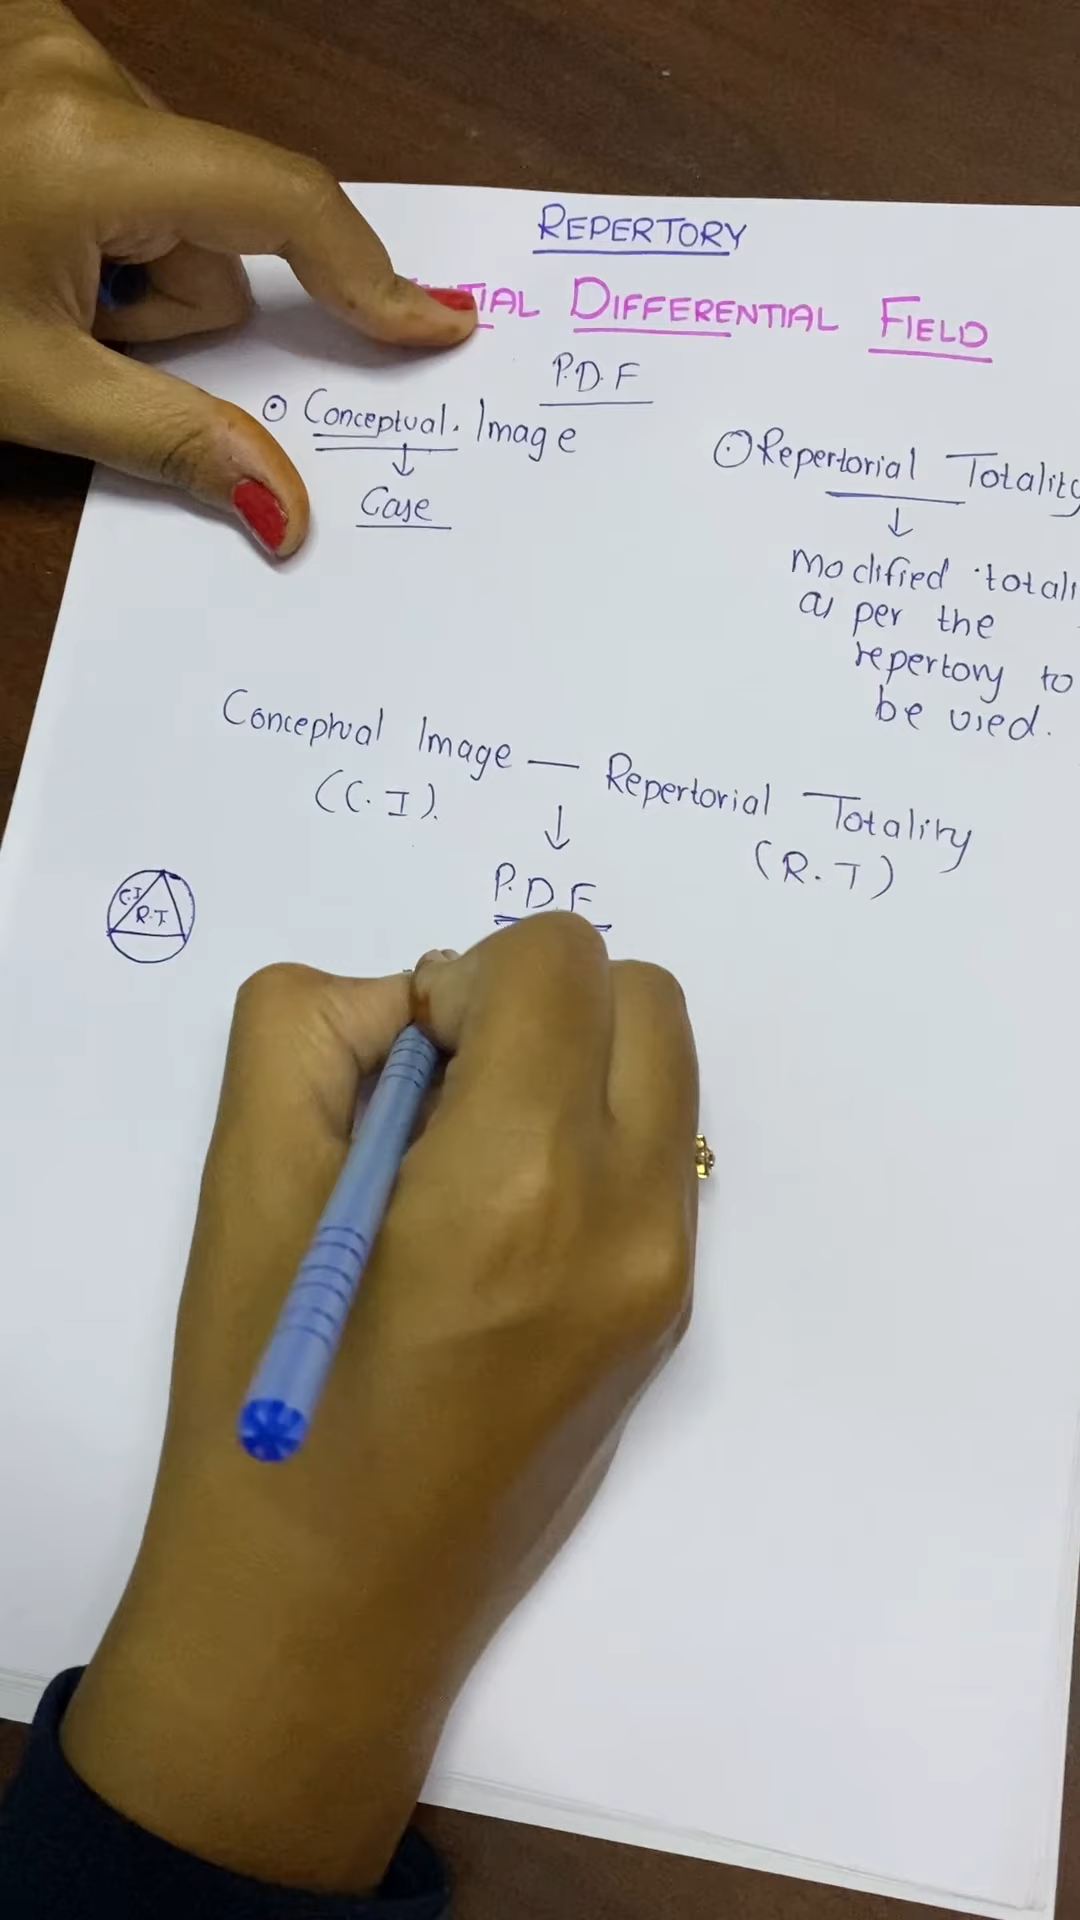 REPERTORY
TIAL DIFFERENTIAL FIELD
P.D.F
Conceptual. Image
↓
Case
Repertorial Totality
↓
Modified totali
as per the
repertory to
be used.
Conceptual Image — Repertorial Totality
(C.I).
(R.T)
↓
P.D.F
C.I
R.T